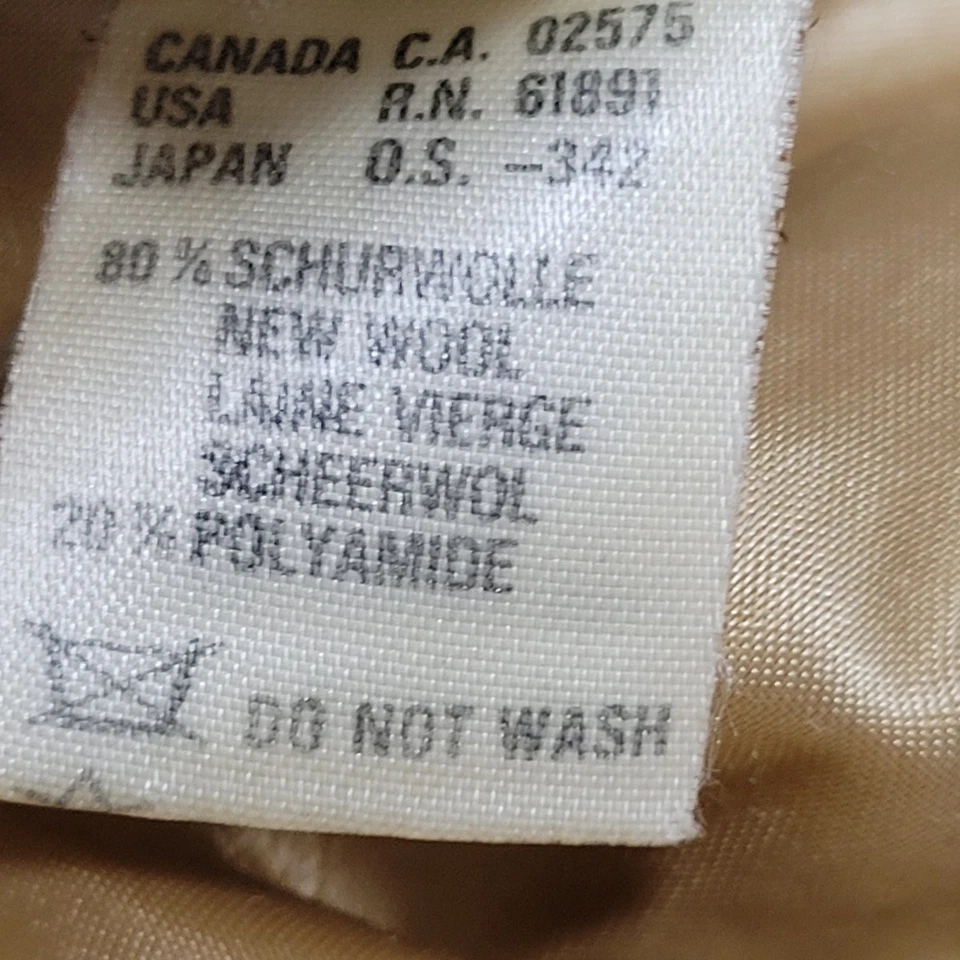 CANADA C.A. 02575
USA R.N. 61891
JAPAN O.S. -342
80 % SCHURWOLLE
NEW WOOL
LAINE VIERGE
SCHEERWOL
20 % POLYAMIDE
DO NOT WASH